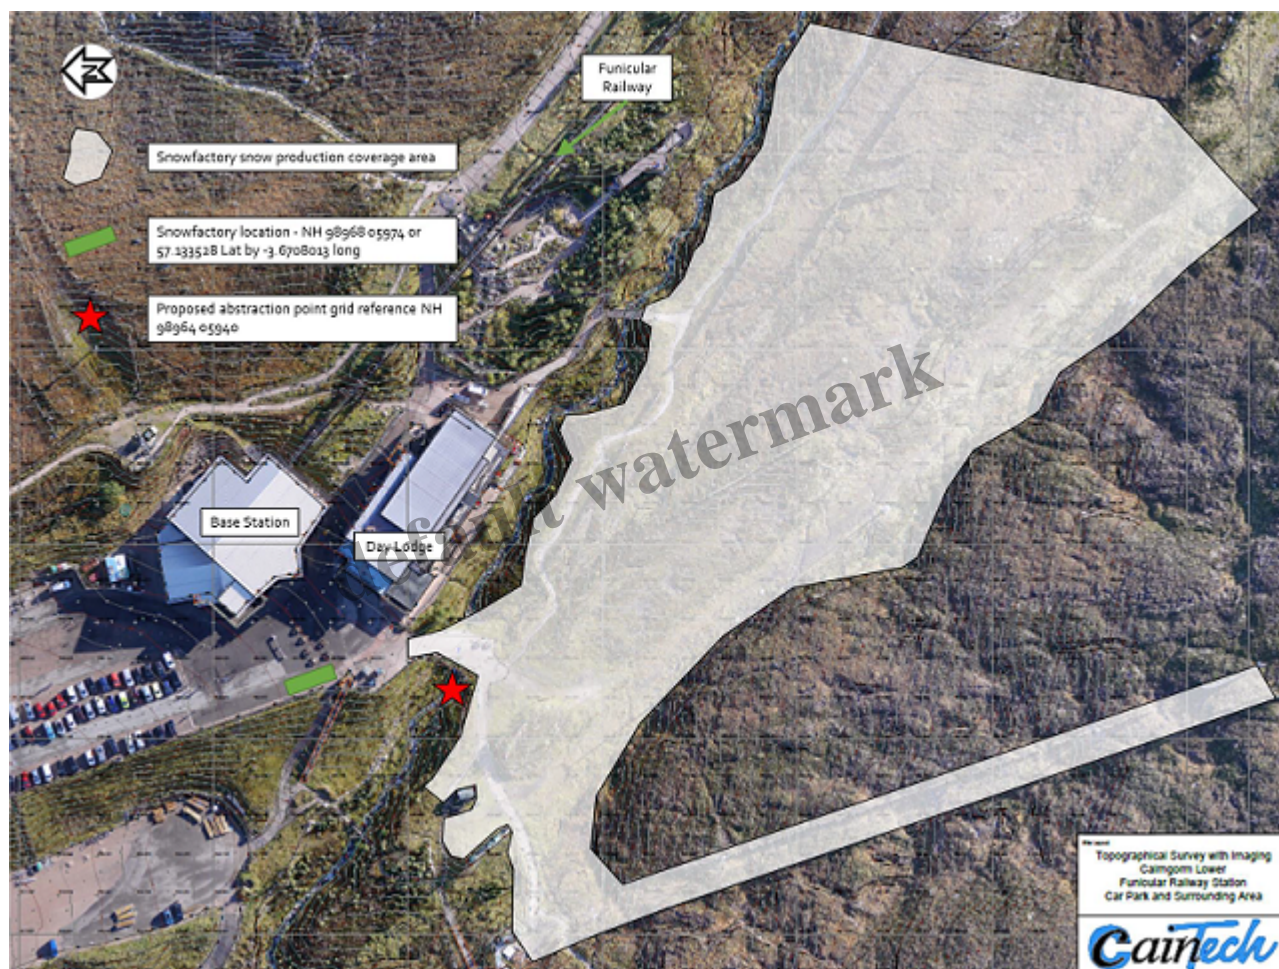 N
Funicular
Railway
Snowfactory snow production coverage area
Snowfactory location - NH 98968 05974 or
57.133528 Lat by -3.6708013 long
Proposed abstraction point grid reference NH
98964 05940
watermark
Base Station
Day Lodge
Topographical Survey with Imaging
Cairngorm Lower
Funicular Railway Station
Car Park and Surrounding Area
CainTech